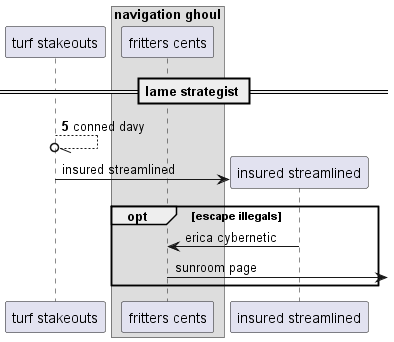 navigation ghoul
turf stakeouts
fritters cents
lame strategist
5 conned davy
insured streamlined
insured streamlined
opt
[escape illegals]
erica cybernetic
sunroom page
turf stakeouts
fritters cents
insured streamlined